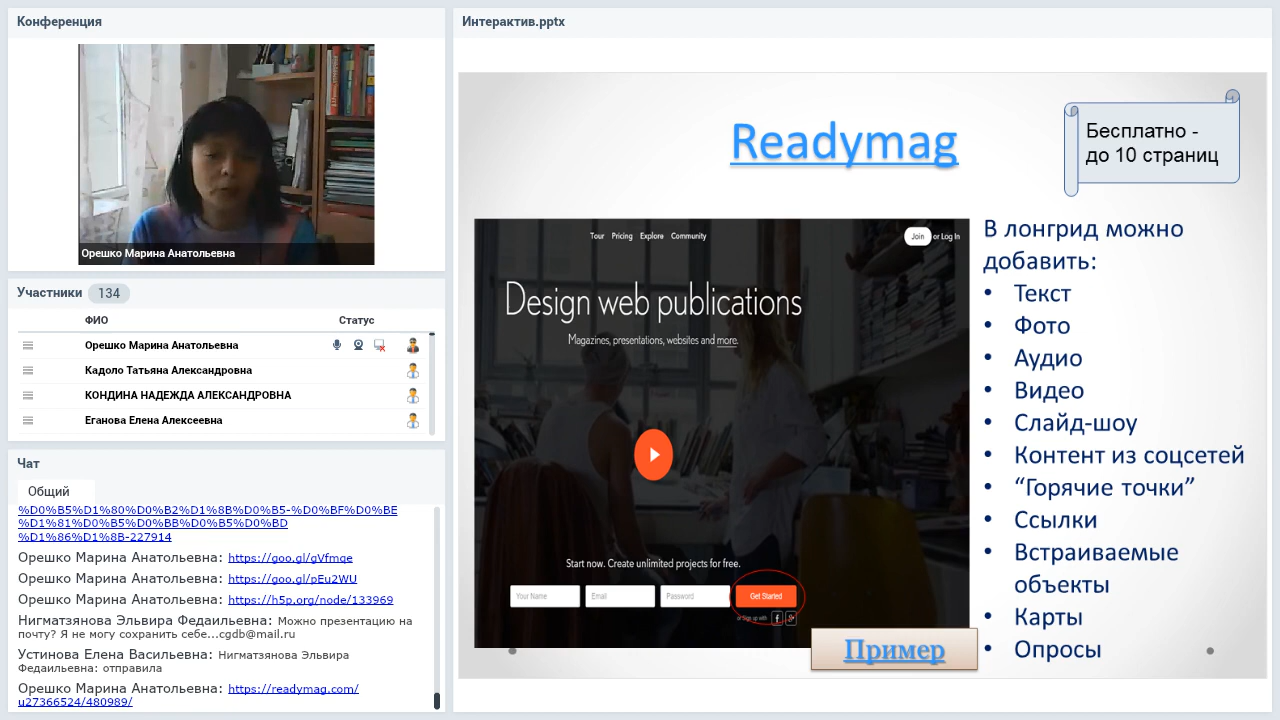 Конференция
Орешко Марина Анатольевна
Участники 134
ФИО Статус
Орешко Марина Анатольевна
Кадоло Татьяна Александровна
КОНДИНА НАДЕЖДА АЛЕКСАНДРОВНА
Еганова Елена Алексеевна
Чат
Общий
%D0%B5%D1%80%D0%B2%D1%8B%D0%B5-%D0%BF%D0%BE
%D1%81%D0%B5%D0%BB%D0%B5%D0%BD
%D1%86%D1%8B-227914
Орешко Марина Анатольевна: https://goo.gl/gVfmqe
Орешко Марина Анатольевна: https://goo.gl/pEu2WU
Орешко Марина Анатольевна: https://h5p.org/node/133969
Нигматзинова Эльвира Федаильевна: Можно презентацию на
почту? Я не могу сохранить себе...cgdb@mail.ru
Устинова Елена Васильевна: Нигматзянова Эльвира
Федаильевна: отправила
Орешко Марина Анатольевна: https://readymag.com/
u27366524/480989/
Интерактив.pptx
Readymag
Бесплатно -
до 10 страниц
Tour Pricing Explore Community
Join or Log In
Design web publications
Magazines, presentations, websites and more.
Start now. Create unlimited projects for free.
Your Name Email Password Get Started
or Sign up with
Пример
В лонгрид можно
добавить:
• Текст
• Фото
• Аудио
• Видео
• Слайд-шоу
• Контент из соцсетей
• “Горячие точки”
• Ссылки
• Встраиваемые
объекты
• Карты
• Опросы